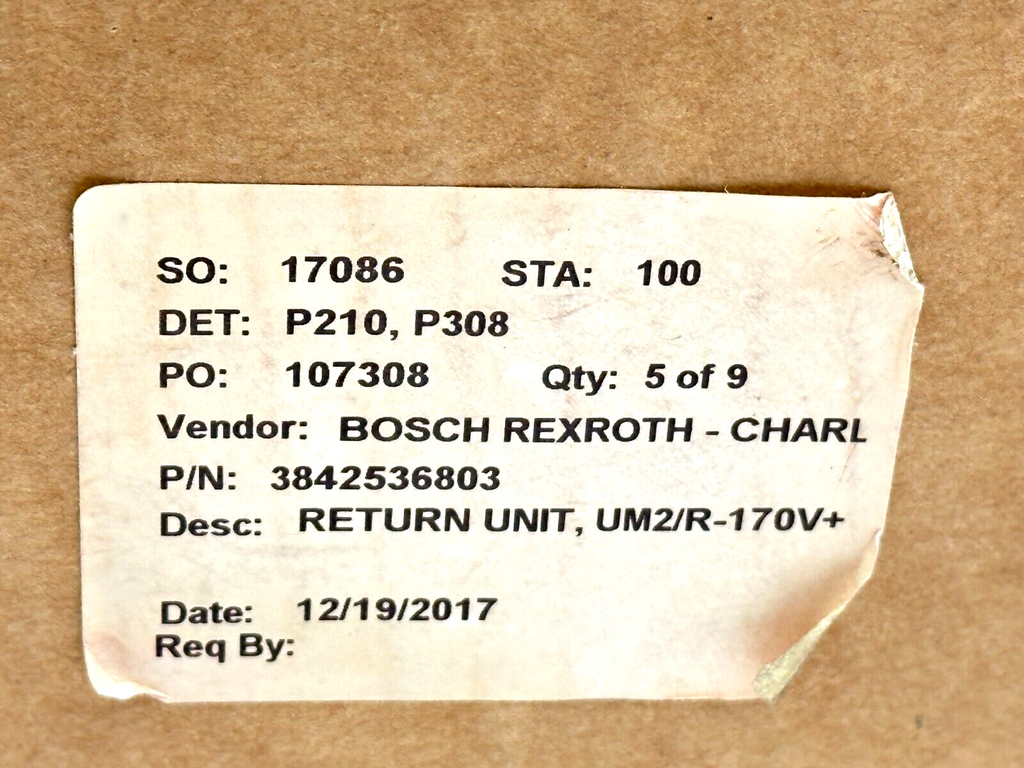 SO: 17086 STA: 100
DET: P210, P308
PO: 107308 Qty: 5 of 9
Vendor: BOSCH REXROTH - CHARL
P/N: 3842536803
Desc: RETURN UNIT, UM2/R-170V+
Date: 12/19/2017
Req By: